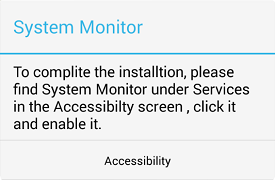 System Monitor
To complite the installtion, please
find System Monitor under Services
in the Accessibilty screen , click it
and enable it.
Accessibility